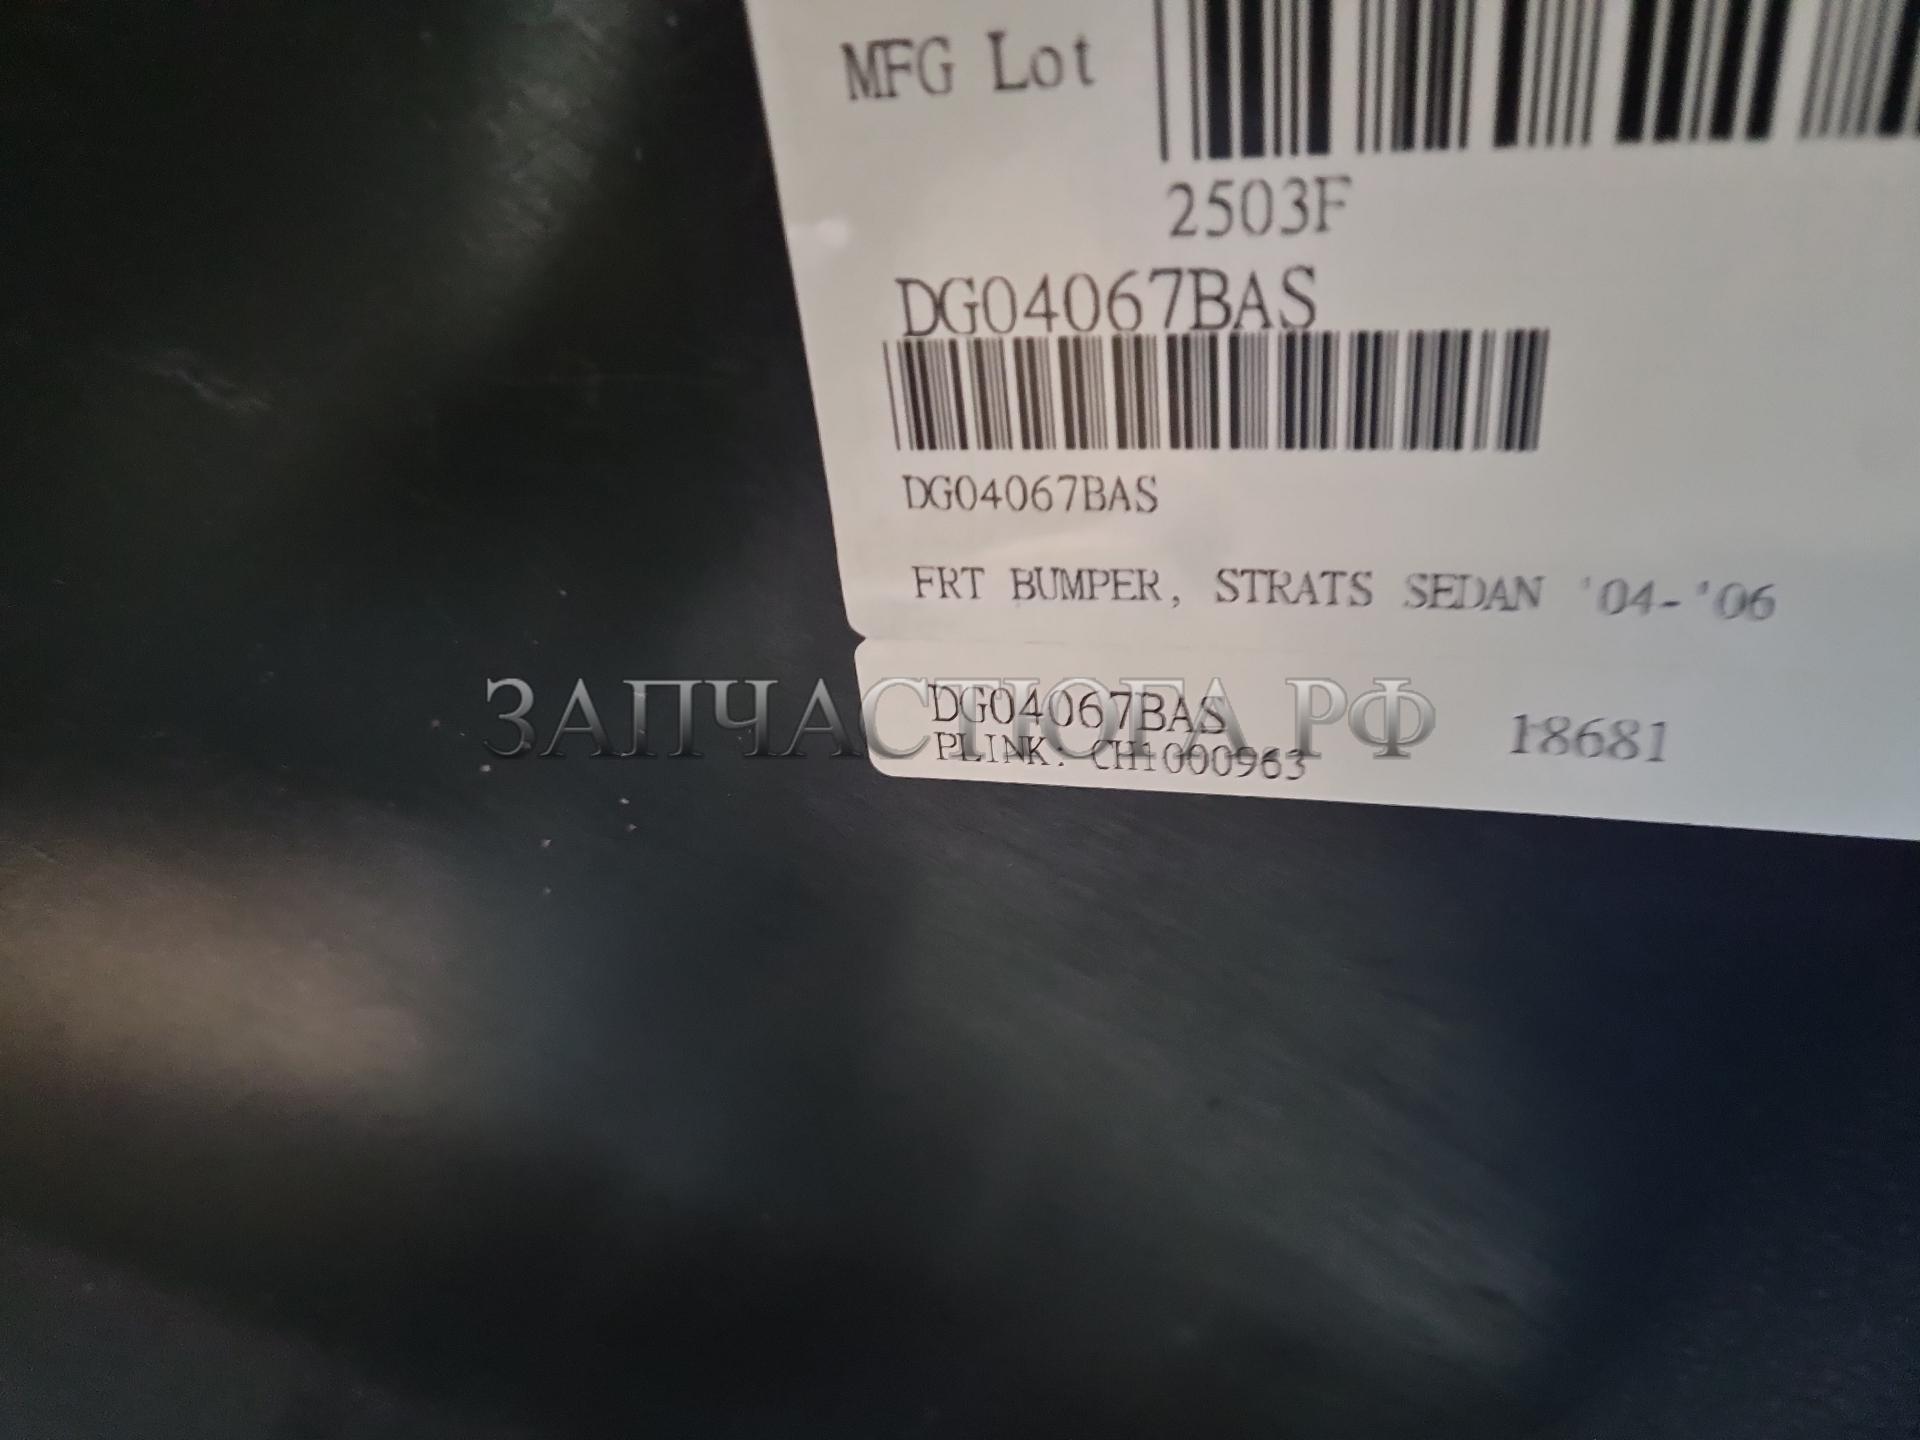 MFG Lot
2503F
DG04067BAS
DG04067BAS
FRT BUMPER, STRATS SEDAN '04-'06
ЗАПЧАСТЮГА.РФ
DG04067BAS
18681
PLINK: CH1000963